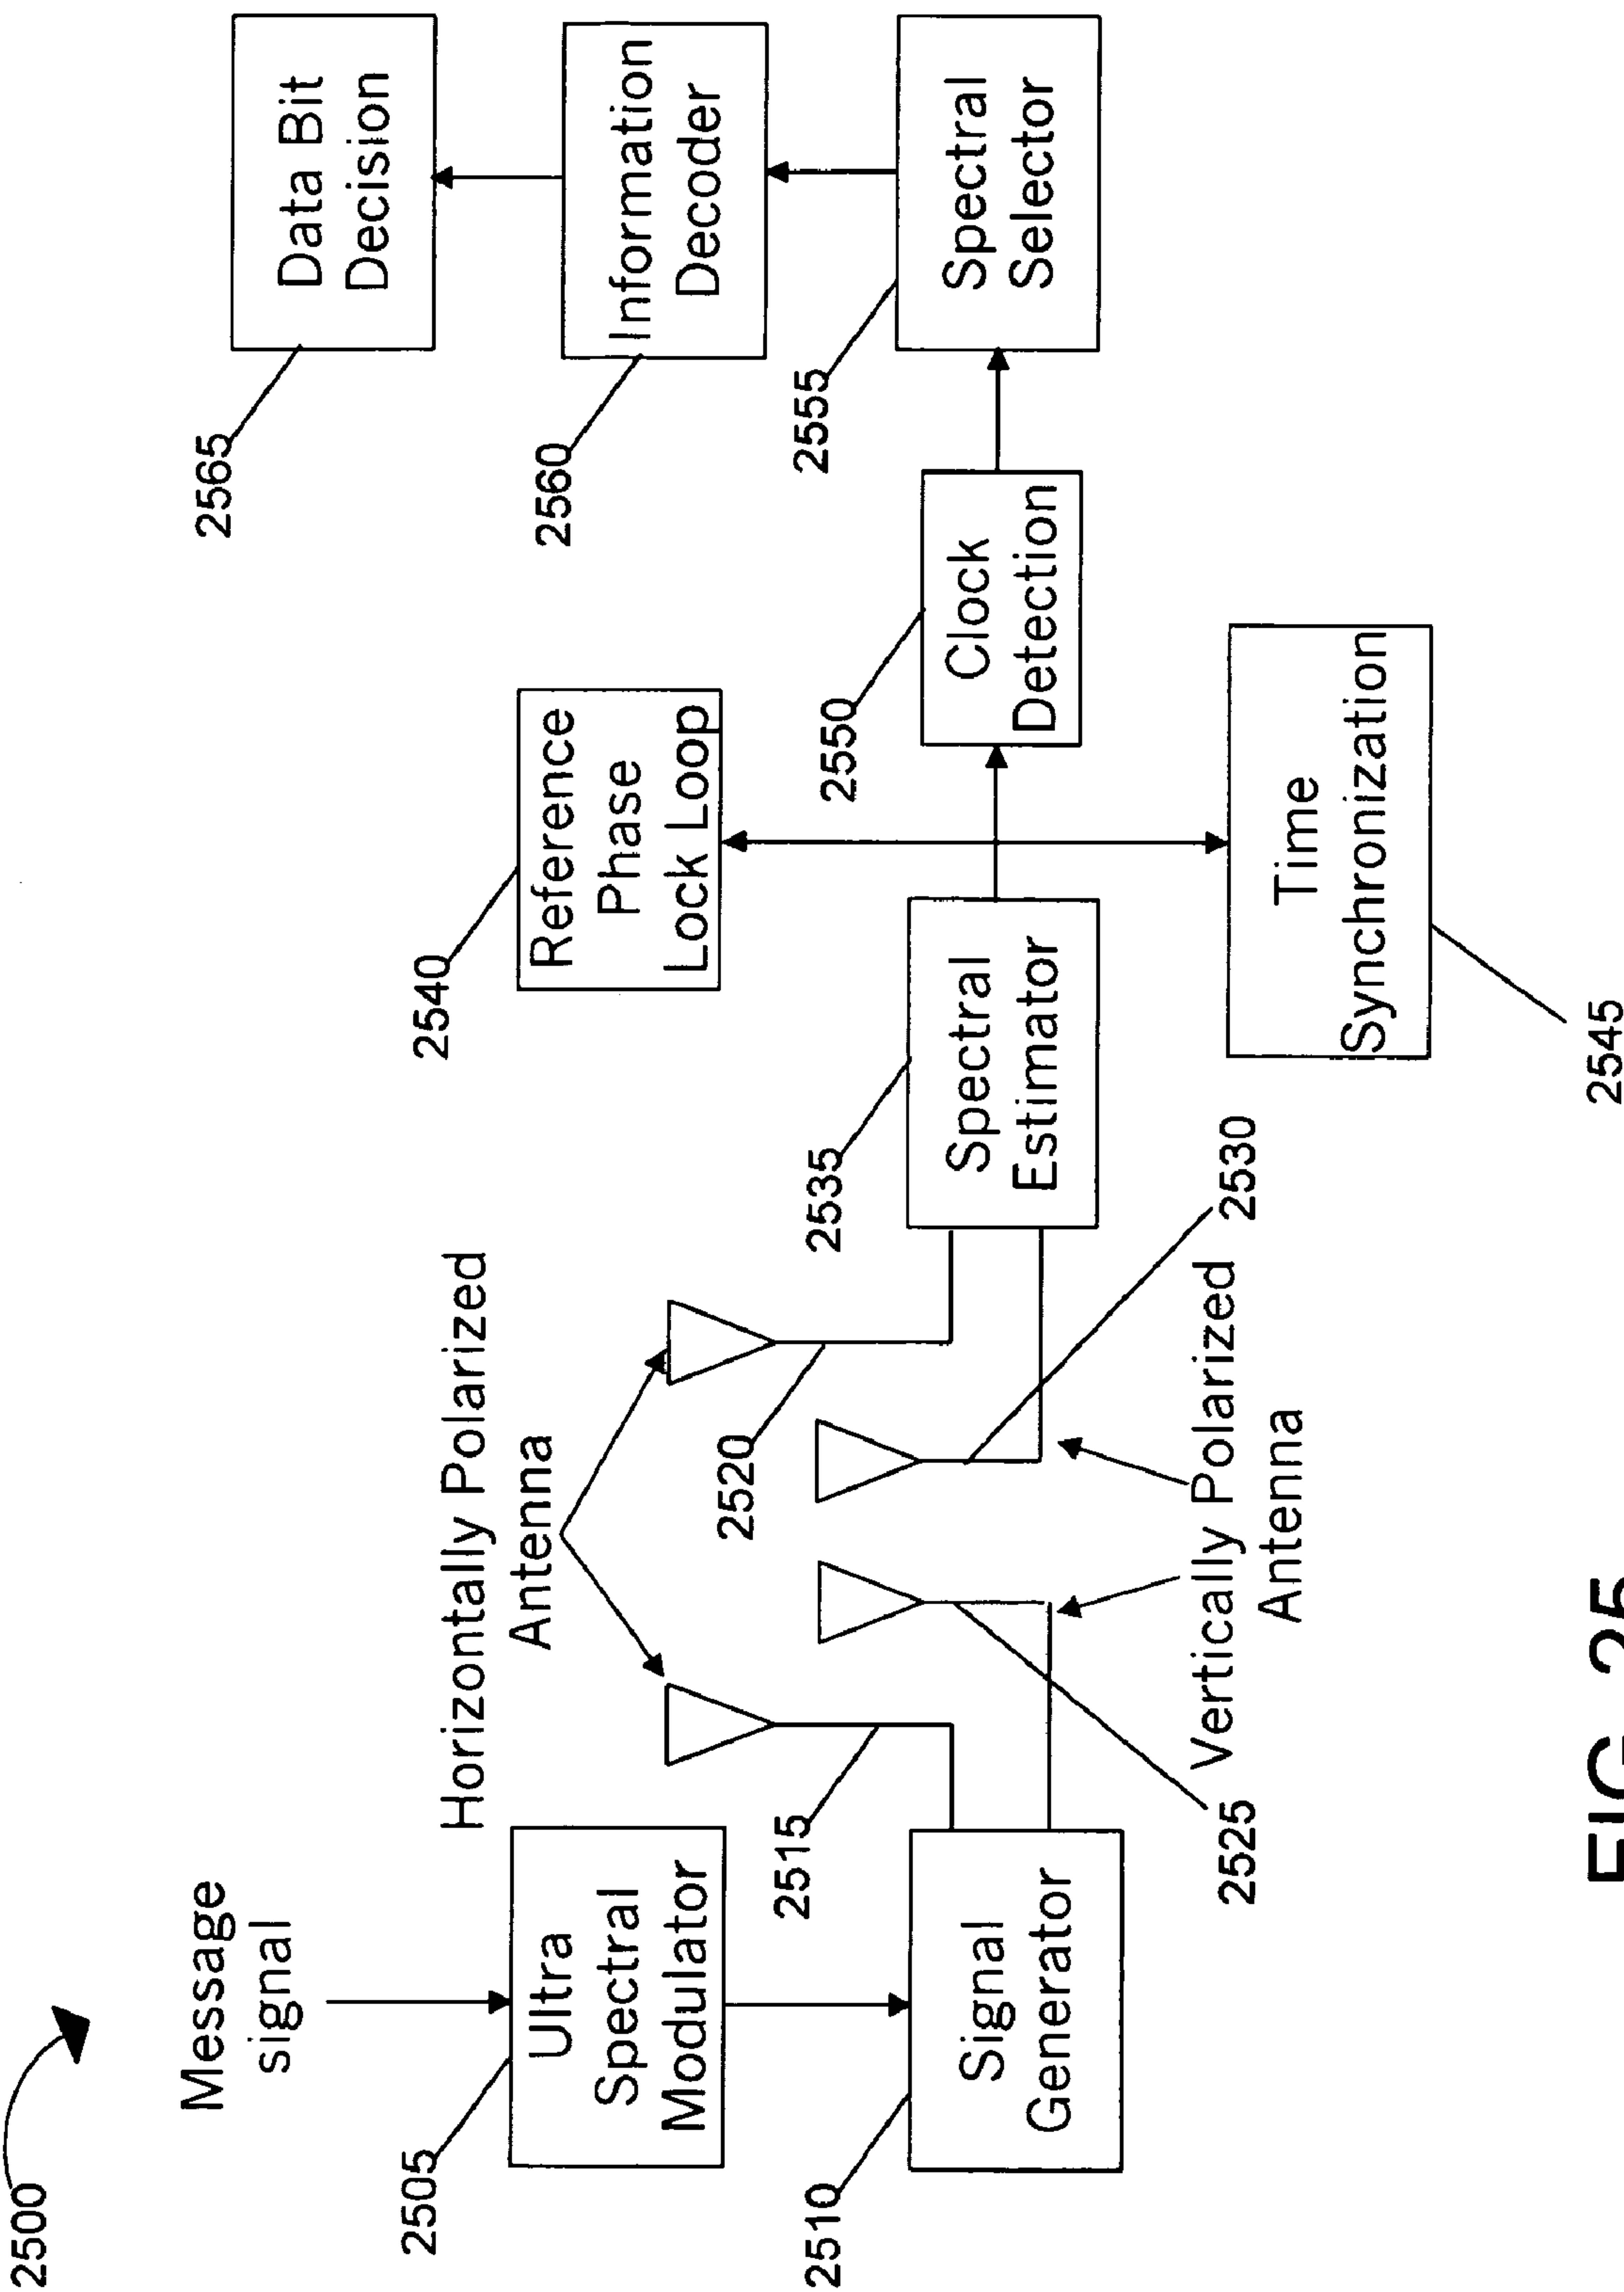 2500
Message
signal
2505
Ultra
Spectral
Modulator
2510
Signal
Generator
Horizontally Polarized
Antenna
2515
2520
2525
2530
Vertically Polarized
Antenna
2535
Spectral
Estimator
2540
Reference
Phase
Lock Loop
2545
Time
Synchronization
2550
Clock
Detection
2555
Spectral
Selector
2560
Information
Decoder
2565
Data Bit
Decision
FIG. 25